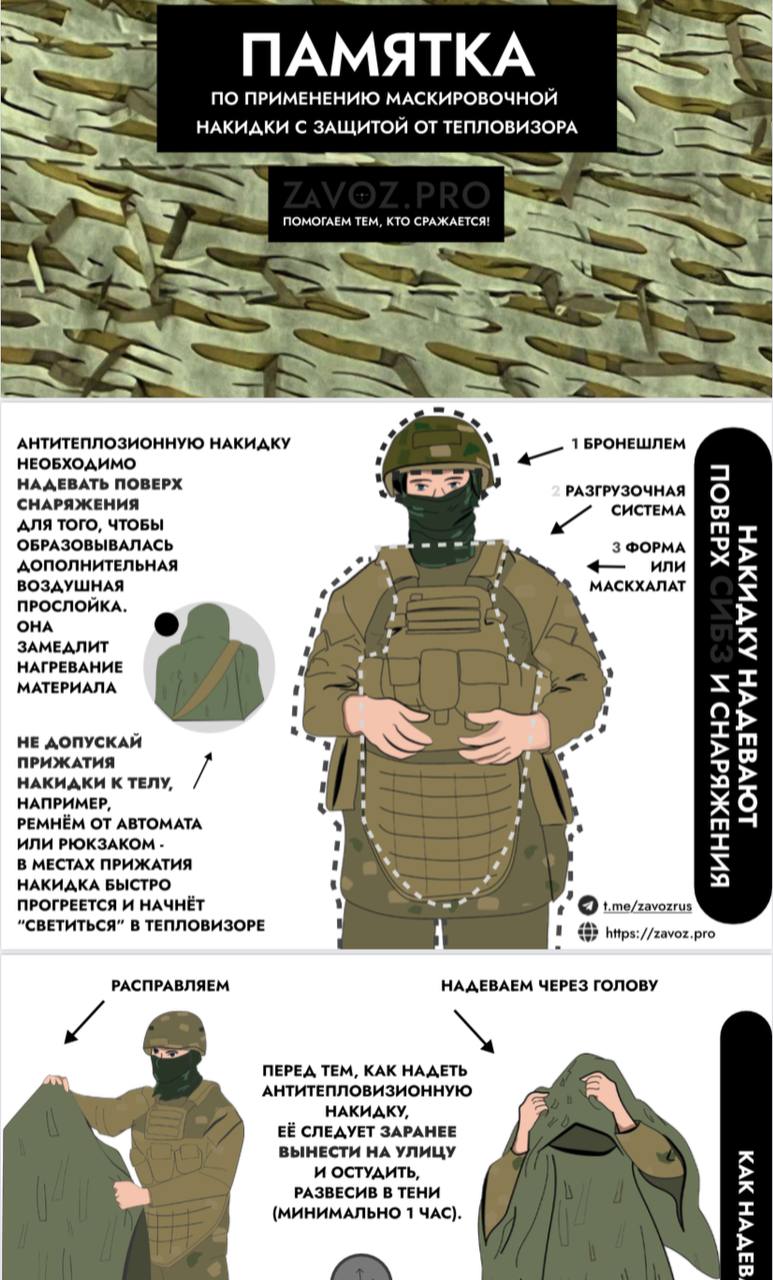 ПАМЯТКА
ПО ПРИМЕНЕНИЮ МАСКИРОВОЧНОЙ
НАКИДКИ С ЗАЩИТОЙ ОТ ТЕПЛОВИЗОРА
ZAVOZ.PRO
ПОМОГАЕМ ТЕМ, КТО СРАЖАЕТСЯ!
АНТИТЕПЛОЗИОННУЮ НАКИДКУ
НЕОБХОДИМО
НАДЕВАТЬ ПОВЕРХ
СНАРЯЖЕНИЯ
ДЛЯ ТОГО, ЧТОБЫ
ОБРАЗОВЫВАЛАСЬ
ДОПОЛНИТЕЛЬНАЯ
ВОЗДУШНАЯ
ПРОСЛОЙКА.
ОНА
ЗАМЕДЛИТ
НАГРЕВАНИЕ
МАТЕРИАЛА
НЕ ДОПУСКАЙ
ПРИЖАТИЯ
НАКИДКИ К ТЕЛУ,
НАПРИМЕР,
РЕМНЁМ ОТ АВТОМАТА
ИЛИ РЮКЗАКОМ -
В МЕСТАХ ПРИЖАТИЯ
НАКИДКА БЫСТРО
ПРОГРЕЕТСЯ И НАЧНЁТ
“СВЕТИТЬСЯ” В ТЕПЛОВИЗОРЕ
1 БРОНЕШЛЕМ
2 РАЗГРУЗОЧНАЯ
СИСТЕМА
3 ФОРМА
ИЛИ
МАСКХАЛАТ
НАКИДКУ НАДЕВАЮТ
ПОВЕРХ СИБЗ И СНАРЯЖЕНИЯ
t.me/zavozrus
https://zavoz.pro
РАСПРАВЛЯЕМ
НАДЕВАЕМ ЧЕРЕЗ ГОЛОВУ
ПЕРЕД ТЕМ, КАК НАДЕТЬ
АНТИТЕПЛОВИЗИОННУЮ
НАКИДКУ,
ЕЁ СЛЕДУЕТ ЗАРАНЕЕ
ВЫНЕСТИ НА УЛИЦУ
И ОСТУДИТЬ,
РАЗВЕСИВ В ТЕНИ
(МИНИМАЛЬНО 1 ЧАС).
КАК НАДЕВ